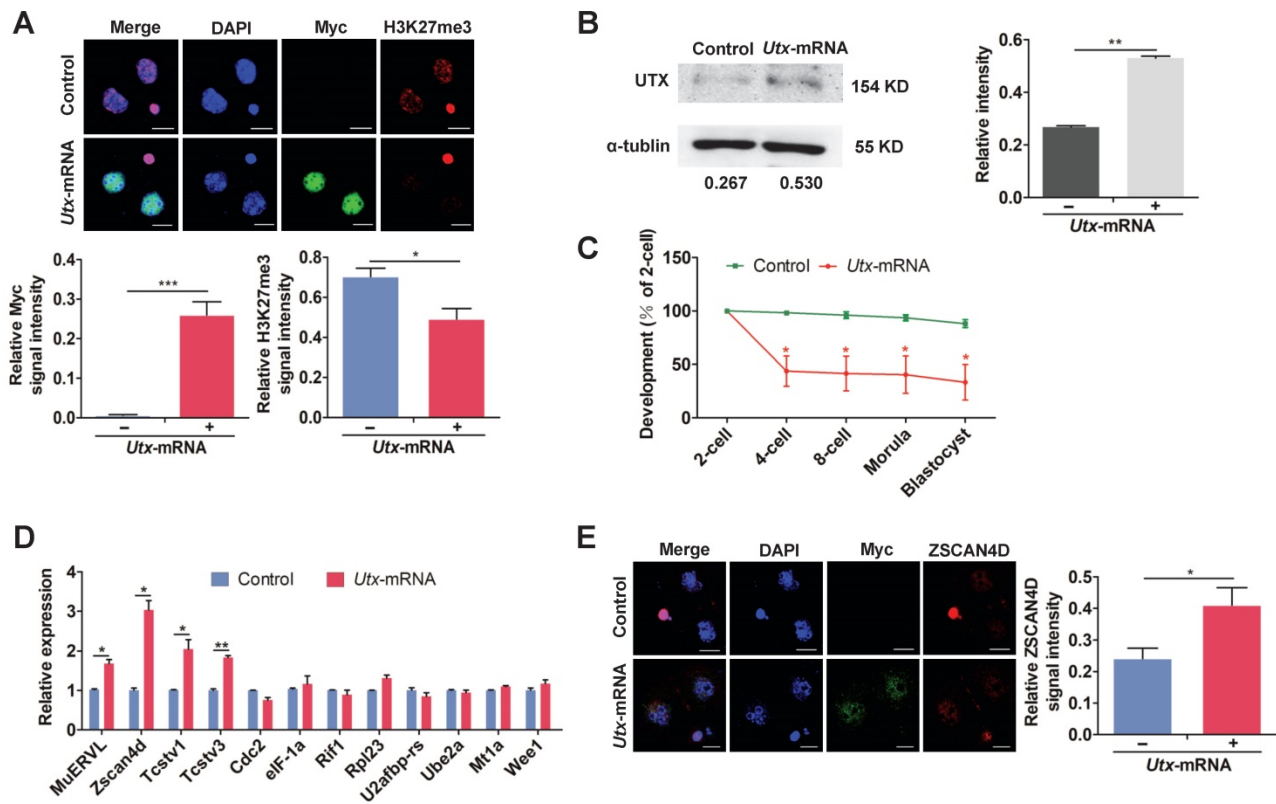 A
Merge DAPI Myc H3K27me3
Control
Utx-mRNA
Relative Myc
signal intensity
0.4
0.3
0.2
0.1
0.0
***
– +
Utx-mRNA
Relative H3K27me3
signal intensity
0.8
0.6
0.4
0.2
0.0
*
– +
Utx-mRNA
B
Control Utx-mRNA
UTX 154 KD
α-tublin 55 KD
0.267 0.530
Relative intensity
0.6
0.4
0.2
0.0
**
– +
Utx-mRNA
C
Control Utx-mRNA
Development (% of 2-cell)
150
100
50
0
* * * *
2-cell 4-cell 8-cell Morula Blastocyst
D
Control Utx-mRNA
Relative expression
4
3
2
1
0
* * * **
MuERVL Zscan4d Tcstv1 Tcstv3 Cdc2 eIF-1a Rif1 Rpl23 U2afbp-rs Ube2a Mt1a Wee1
E
Merge DAPI Myc ZSCAN4D
Control
Utx-mRNA
Relative ZSCAN4D
signal intensity
0.5
0.4
0.3
0.2
0.1
0.0
*
– +
Utx-mRNA